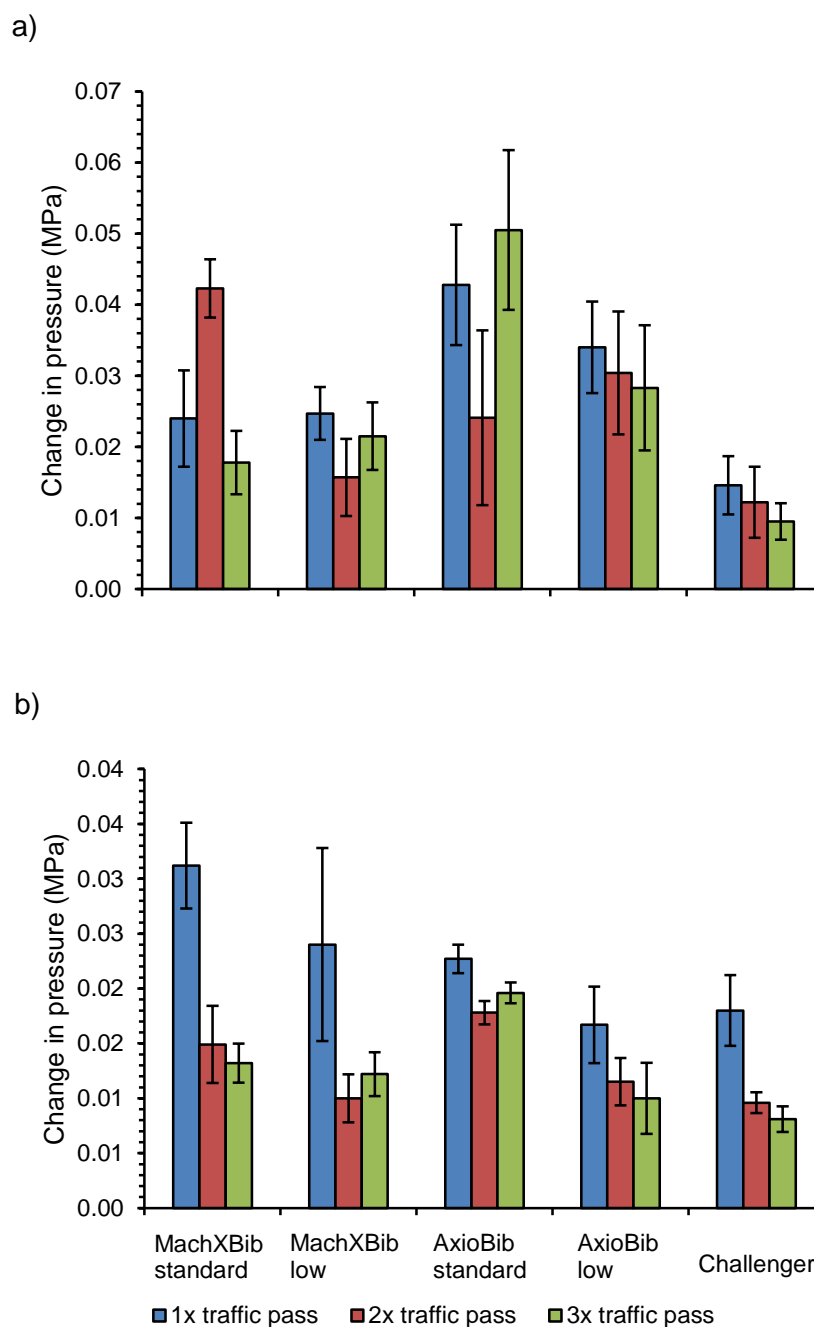 a)
Change in pressure (MPa)
0.07
0.06
0.05
0.04
0.03
0.02
0.01
0.00
b)
Change in pressure (MPa)
0.04
0.04
0.03
0.03
0.02
0.02
0.01
0.01
0.00
MachXBib
standard
MachXBib
low
AxioBib
standard
AxioBib
low
Challenger
1x traffic pass 2x traffic pass 3x traffic pass